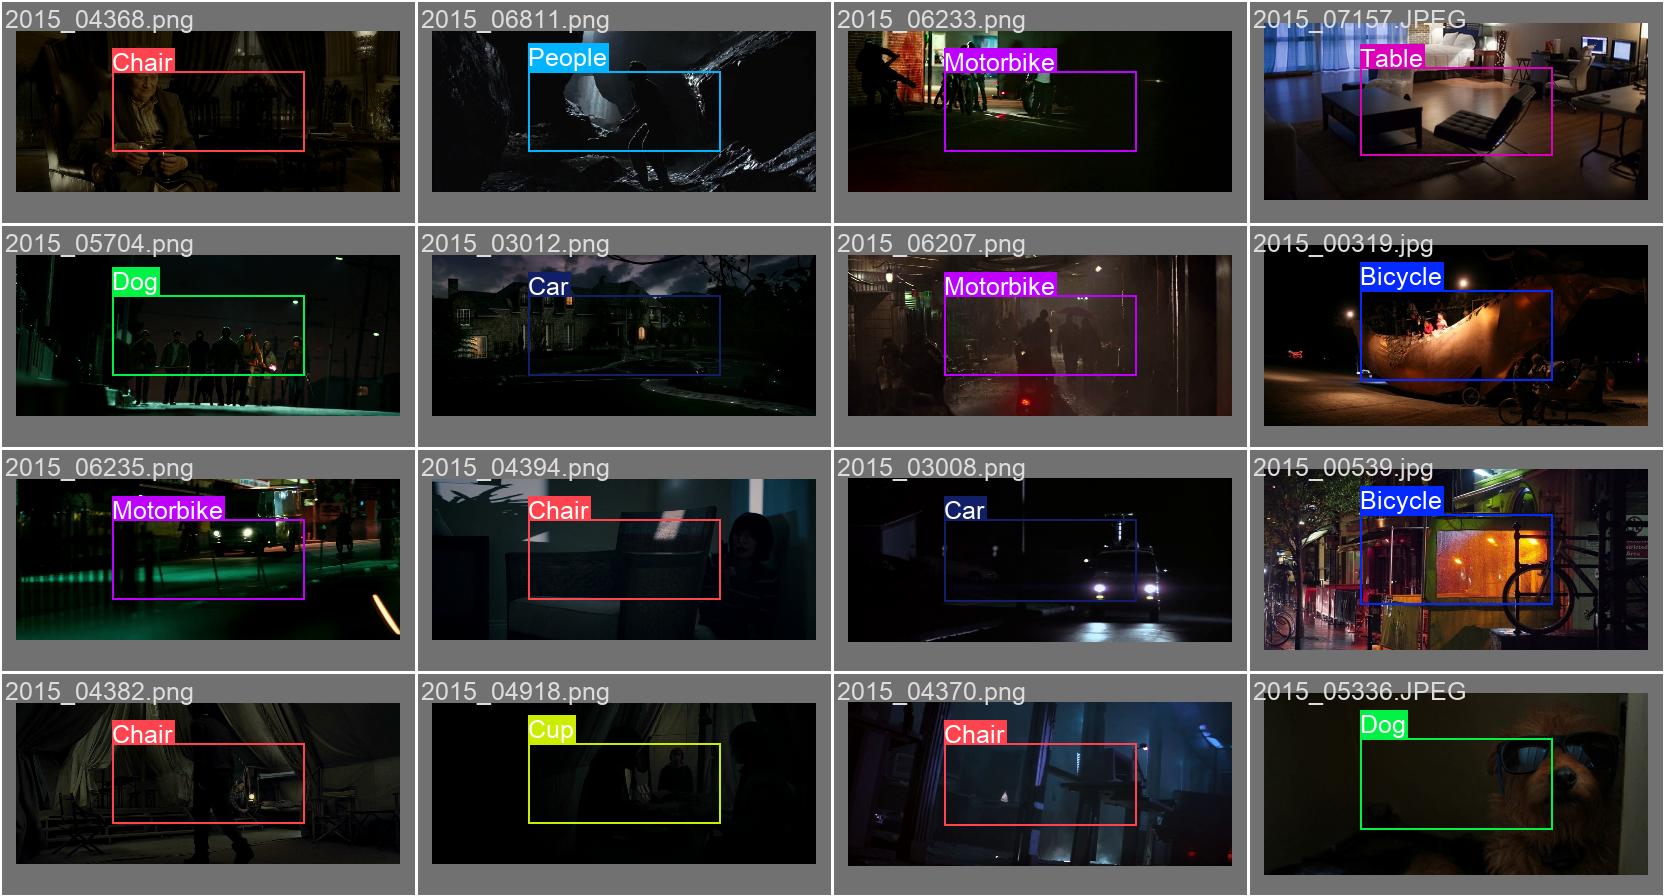 2015_04368.png
Chair
2015_06811.png
People
2015_06233.png
Motorbike
2015_07157.JPEG
Table
2015_05704.png
Dog
2015_03012.png
Car
2015_06207.png
Motorbike
2015_00319.jpg
Bicycle
2015_06235.png
Motorbike
2015_04394.png
Chair
2015_03008.png
Car
2015_00539.jpg
Bicycle
2015_04382.png
Chair
2015_04918.png
Cup
2015_04370.png
Chair
2015_05336.JPEG
Dog